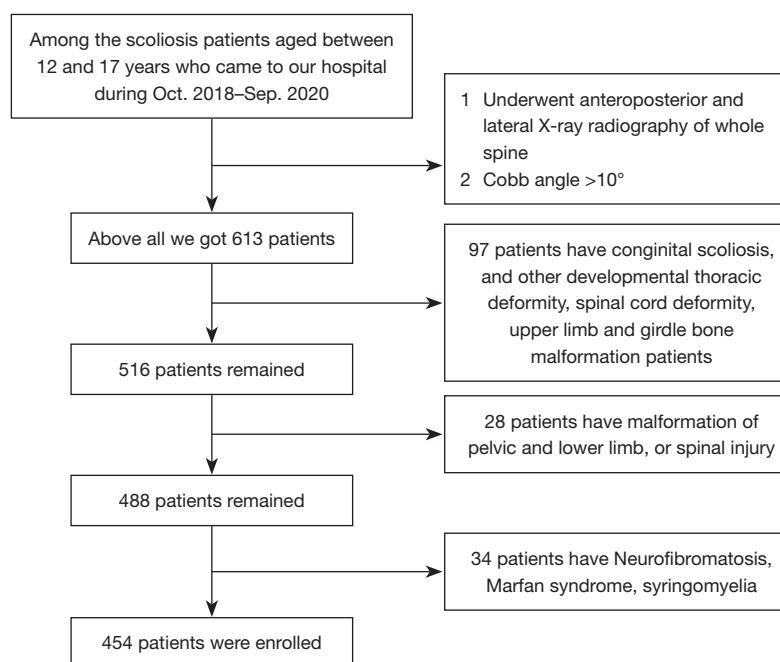 Among the scoliosis patients aged between
12 and 17 years who came to our hospital
during Oct. 2018–Sep. 2020
1 Underwent anteroposterior and
lateral X-ray radiography of whole
spine
2 Cobb angle >10°
Above all we got 613 patients
97 patients have conginital scoliosis,
and other developmental thoracic
deformity, spinal cord deformity,
upper limb and girdle bone
malformation patients
516 patients remained
28 patients have malformation of
pelvic and lower limb, or spinal injury
488 patients remained
34 patients have Neurofibromatosis,
Marfan syndrome, syringomyelia
454 patients were enrolled